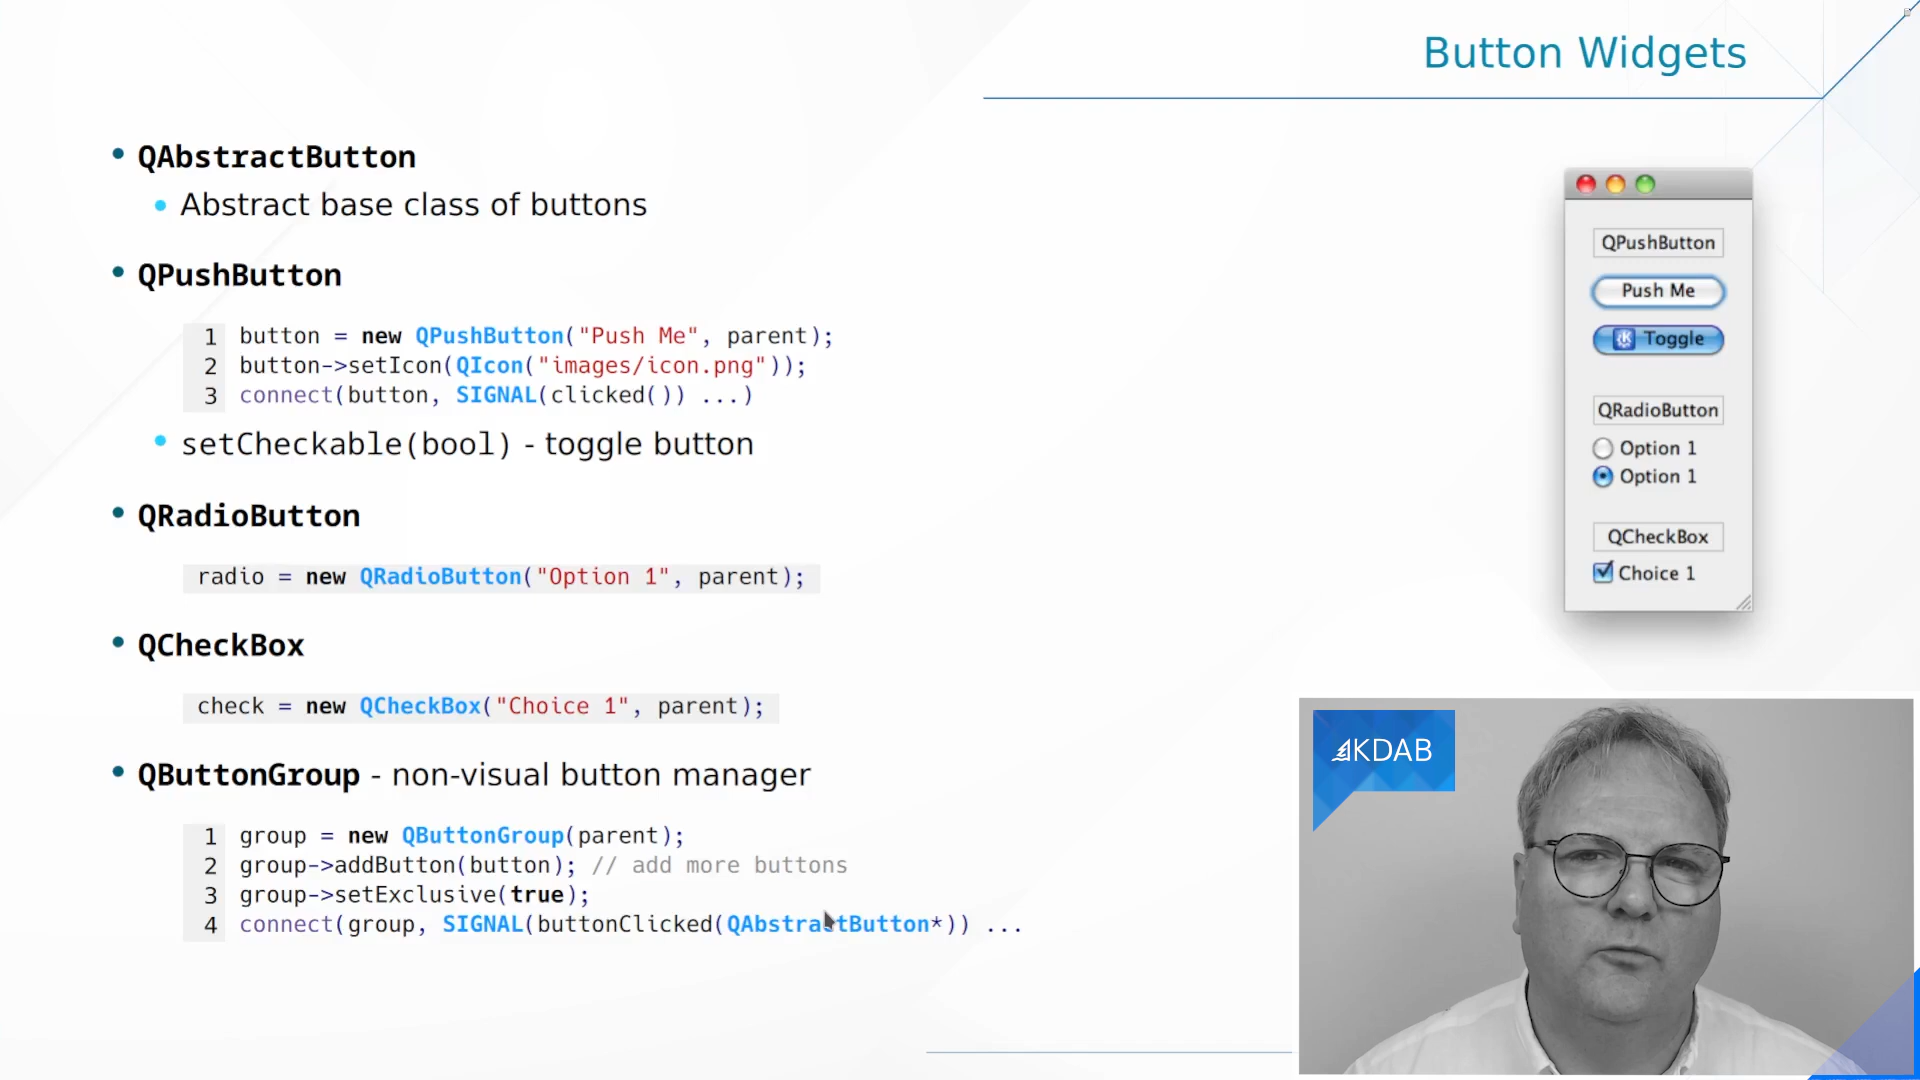 Button Widgets
QAbstractButton
Abstract base class of buttons
QPushButton
1 button = new QPushButton("Push Me", parent);
2 button->setIcon(QIcon("images/icon.png"));
3 connect(button, SIGNAL(clicked()) ...)
setCheckable(bool) - toggle button
QRadioButton
radio = new QRadioButton("Option 1", parent);
QCheckBox
check = new QCheckBox("Choice 1", parent);
QButtonGroup - non-visual button manager
1 group = new QButtonGroup(parent);
2 group->addButton(button); // add more buttons
3 group->setExclusive(true);
4 connect(group, SIGNAL(buttonClicked(QAbstractButton*)) ...
QPushButton
Push Me
Toggle
QRadioButton
Option 1
Option 1
QCheckBox
Choice 1
KDAB